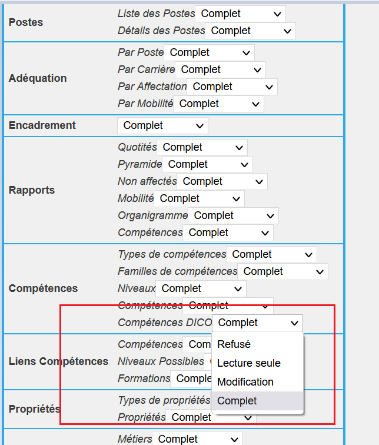 Postes
Liste des Postes Complet
Détails des Postes Complet
Adéquation
Par Poste Complet
Par Carrière Complet
Par Affectation Complet
Par Mobilité Complet
Encadrement
Complet
Rapports
Quotités Complet
Pyramide Complet
Non affectés Complet
Mobilité Complet
Organigramme Complet
Compétences Complet
Compétences
Types de compétences Complet
Familles de compétences Complet
Niveaux Complet
Compétences Complet
Compétences DICO Complet
Refusé
Lecture seule
Modification
Complet
Liens Compétences
Compétences Com
Niveaux Possibles
Formations Comple
Propriétés
Types de propriétés
Propriétés Complet
Métiers Complet